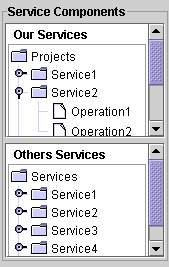 Service Components
Our Services
Projects
Service1
Service2
Operation1
Operation2
Others Services
Services
Service1
Service2
Service3
Service4